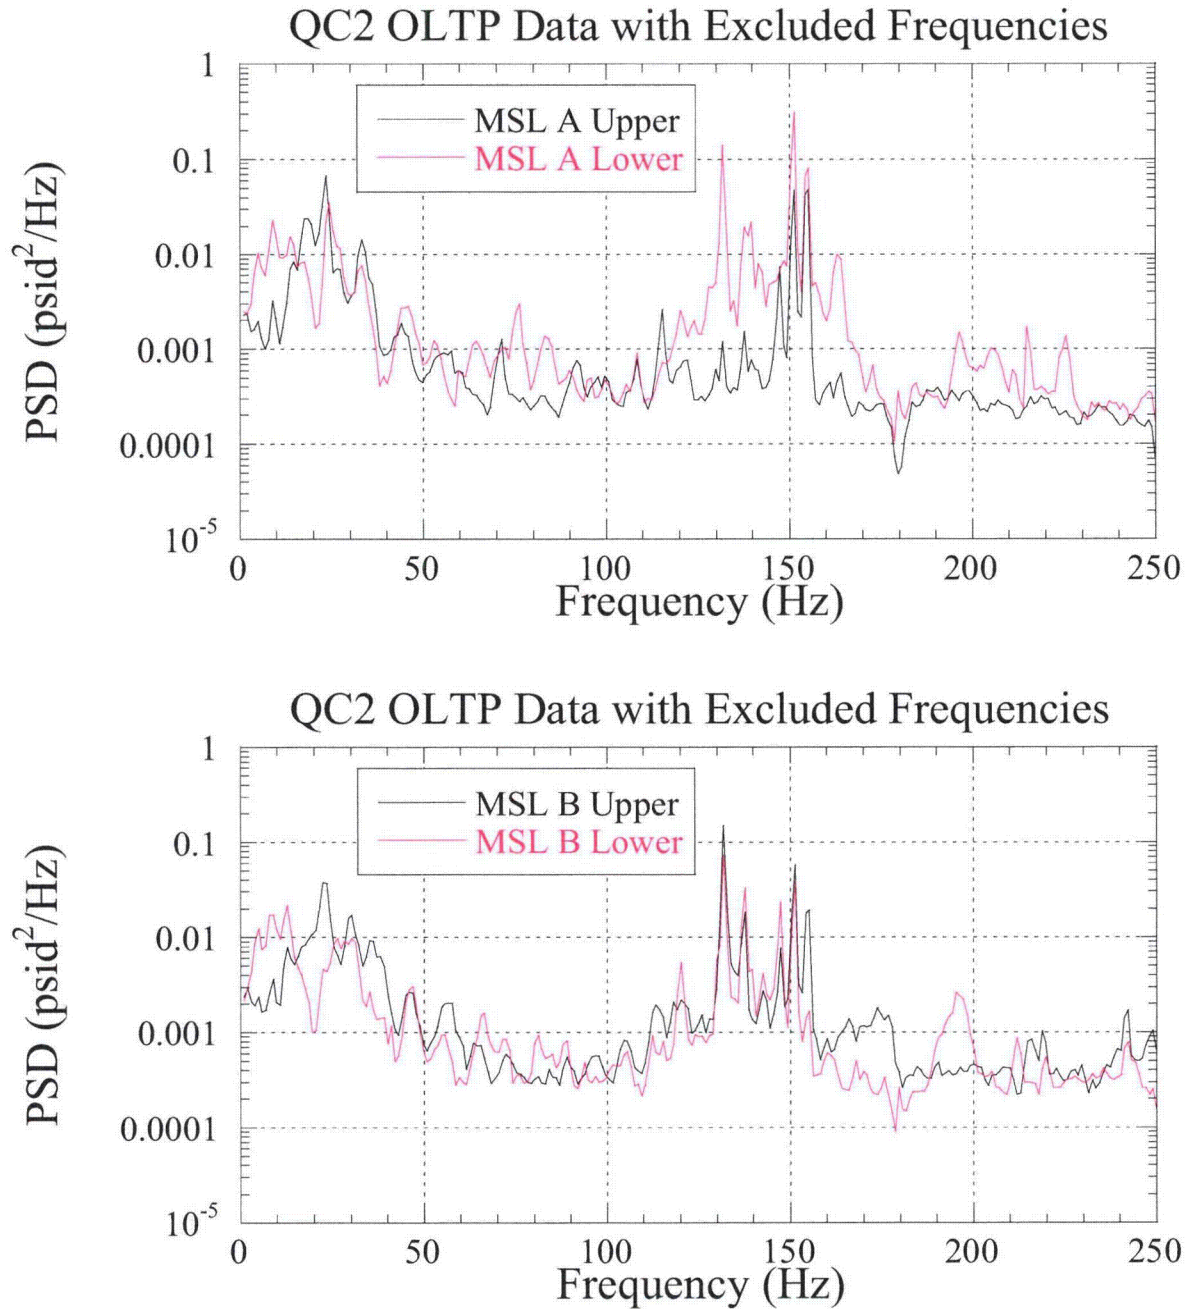 QC2 OLTP Data with Excluded Frequencies
1
0.1
0.01
0.001
0.0001
10⁻⁵
PSD (psid²/Hz)
MSL A Upper
MSL A Lower
0 50 100 150 200 250
Frequency (Hz)
QC2 OLTP Data with Excluded Frequencies
1
0.1
0.01
0.001
0.0001
10⁻⁵
PSD (psid²/Hz)
MSL B Upper
MSL B Lower
0 50 100 150 200 250
Frequency (Hz)